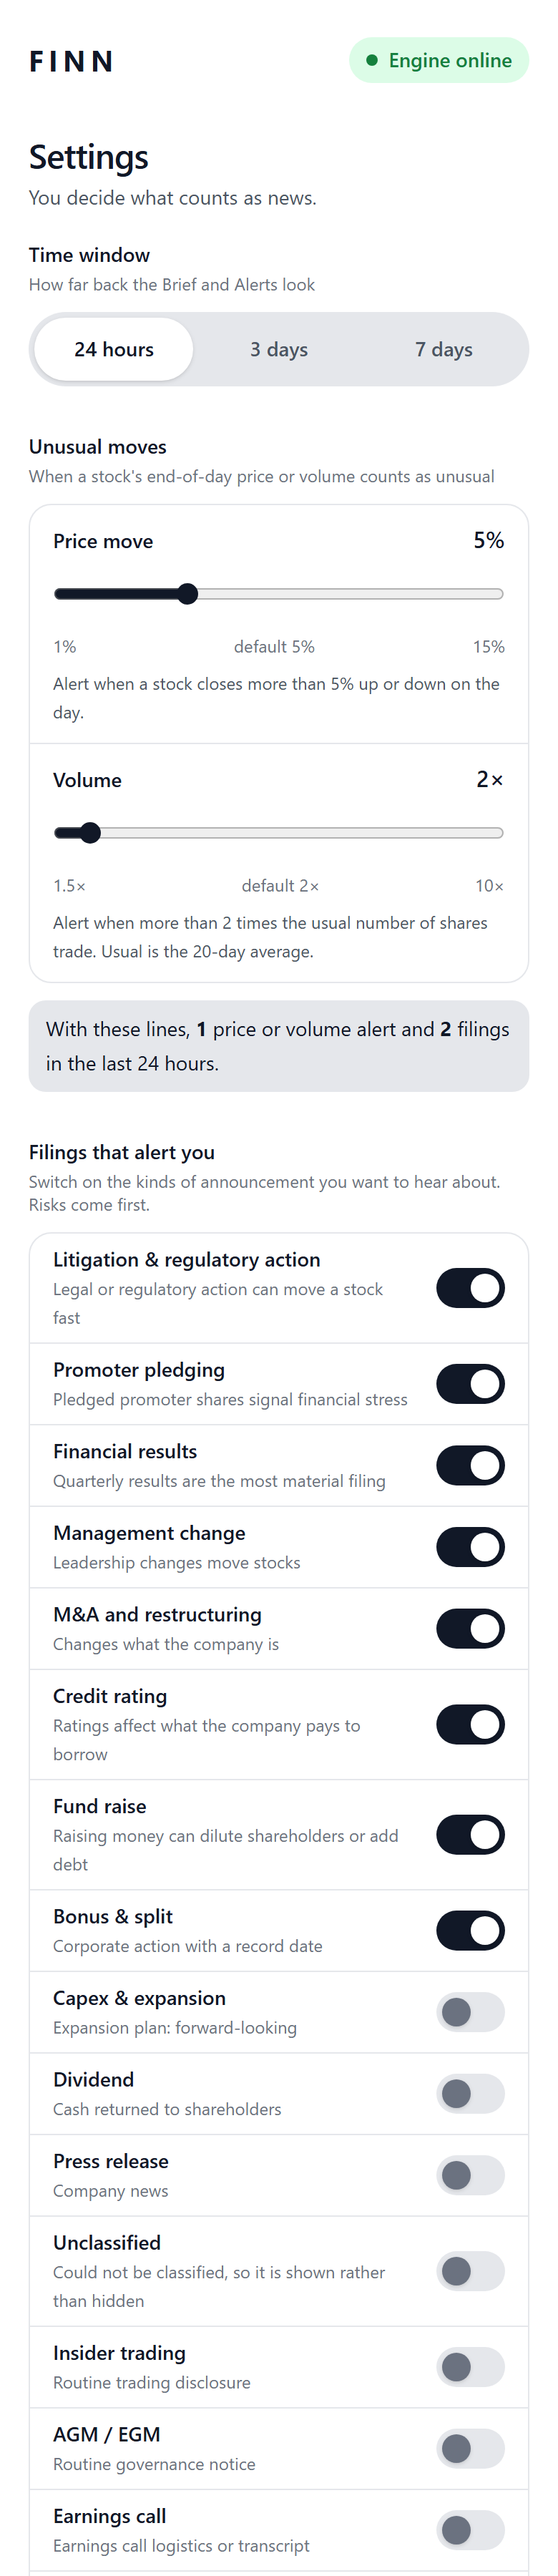 FINN
Engine online
Settings
You decide what counts as news.
Time window
How far back the Brief and Alerts look
24 hours
3 days
7 days
Unusual moves
When a stock's end-of-day price or volume counts as unusual
Price move
5%
1%
default 5%
15%
Alert when a stock closes more than 5% up or down on the
day.
Volume
2×
1.5×
default 2×
10×
Alert when more than 2 times the usual number of shares
trade. Usual is the 20-day average.
With these lines, 1 price or volume alert and 2 filings
in the last 24 hours.
Filings that alert you
Switch on the kinds of announcement you want to hear about.
Risks come first.
Litigation & regulatory action
Legal or regulatory action can move a stock
fast
Promoter pledging
Pledged promoter shares signal financial stress
Financial results
Quarterly results are the most material filing
Management change
Leadership changes move stocks
M&A and restructuring
Changes what the company is
Credit rating
Ratings affect what the company pays to
borrow
Fund raise
Raising money can dilute shareholders or add
debt
Bonus & split
Corporate action with a record date
Capex & expansion
Expansion plan: forward-looking
Dividend
Cash returned to shareholders
Press release
Company news
Unclassified
Could not be classified, so it is shown rather
than hidden
Insider trading
Routine trading disclosure
AGM / EGM
Routine governance notice
Earnings call
Earnings call logistics or transcript